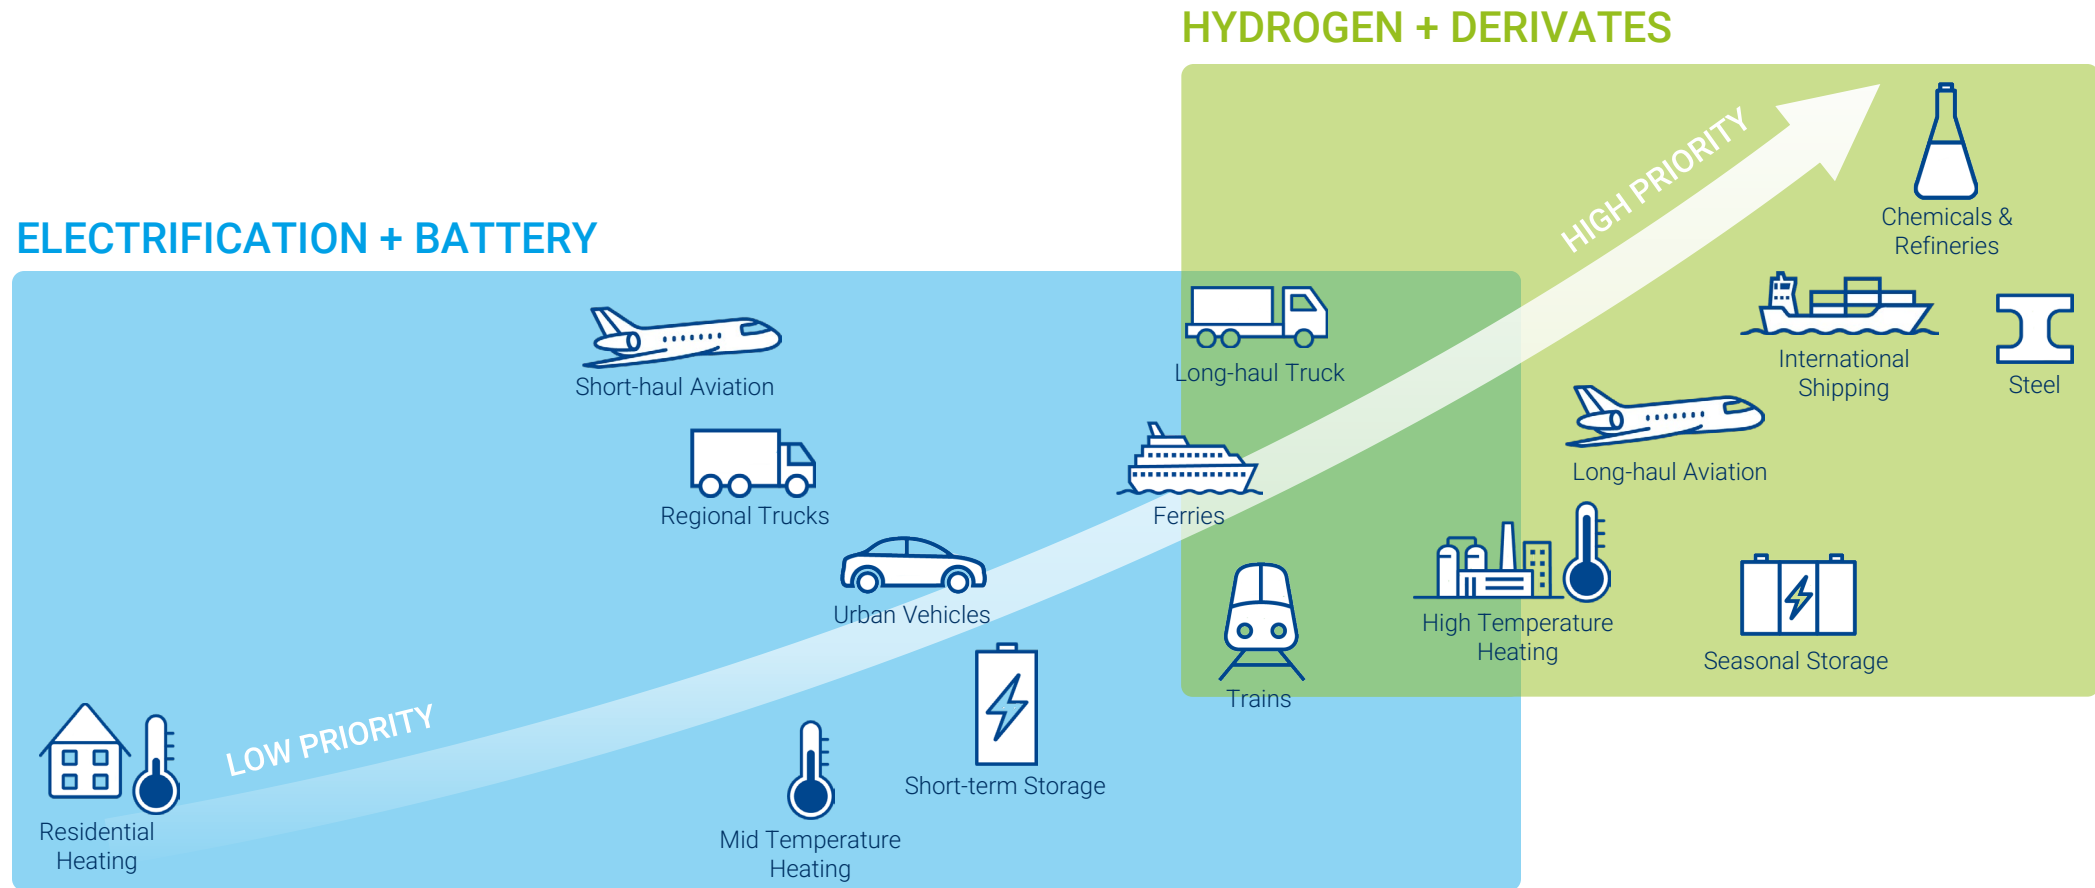 HYDROGEN + DERIVATES
HIGH PRIORITY
Chemicals &
Refineries
ELECTRIFICATION + BATTERY
Short-haul Aviation
Long-haul Truck
International
Shipping
Steel
Regional Trucks
Ferries
Long-haul Aviation
Urban Vehicles
High Temperature
Heating
Seasonal Storage
Trains
LOW PRIORITY
Short-term Storage
Residential
Heating
Mid Temperature
Heating